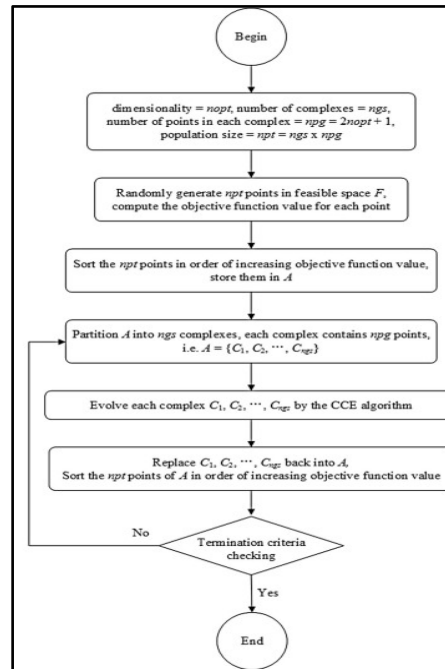 Begin
dimensionality = nopt, number of complexes = ngs,
number of points in each complex = npg = 2nopt + 1,
population size = npt = ngs x npg
Randomly generate npt points in feasible space F,
compute the objective function value for each point
Sort the npt points in order of increasing objective function value,
store them in A
Partition A into ngs complexes, each complex contains npg points,
i.e. A = {C₁, C₂, ⋯, Cngs}
Evolve each complex C₁, C₂, ⋯, Cngs by the CCE algorithm
Replace C₁, C₂, ⋯, Cngs back into A,
Sort the npt points of A in order of increasing objective function value
No
Termination criteria
checking
Yes
End